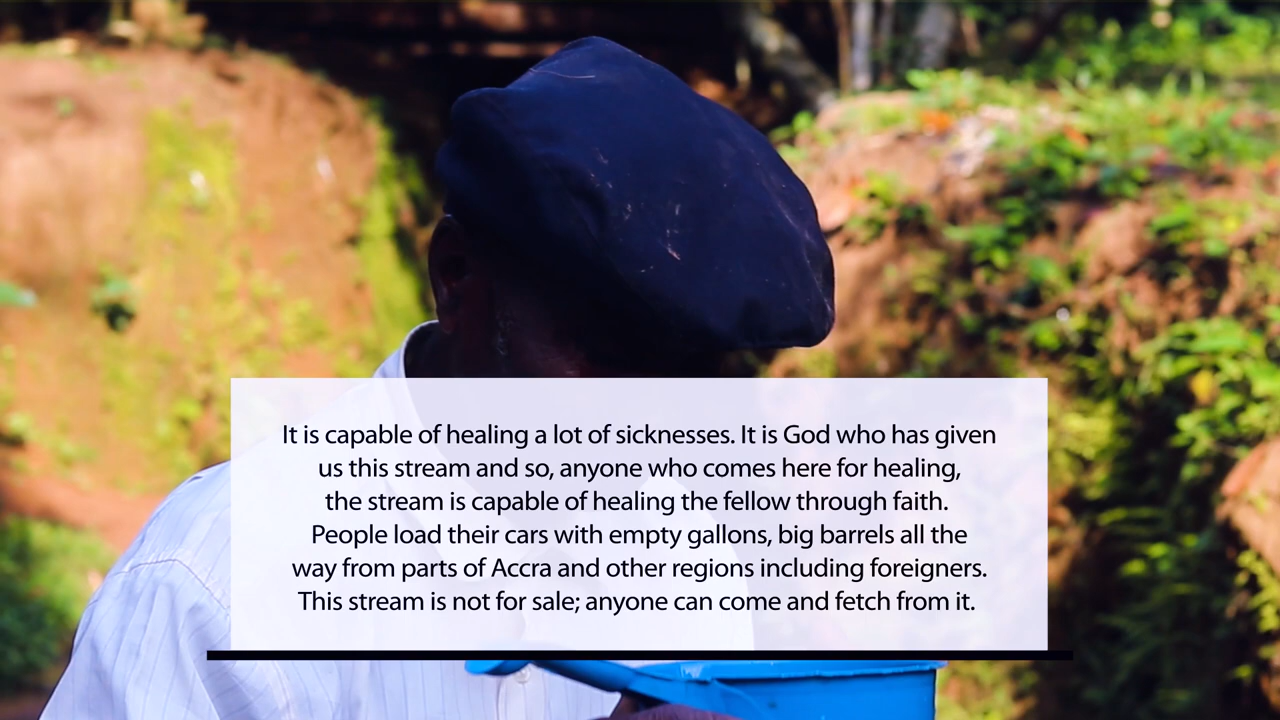 It is capable of healing a lot of sicknesses. It is God who has given
us this stream and so, anyone who comes here for healing,
the stream is capable of healing the fellow through faith.
People load their cars with empty gallons, big barrels all the
way from parts of Accra and other regions including foreigners.
This stream is not for sale; anyone can come and fetch from it.